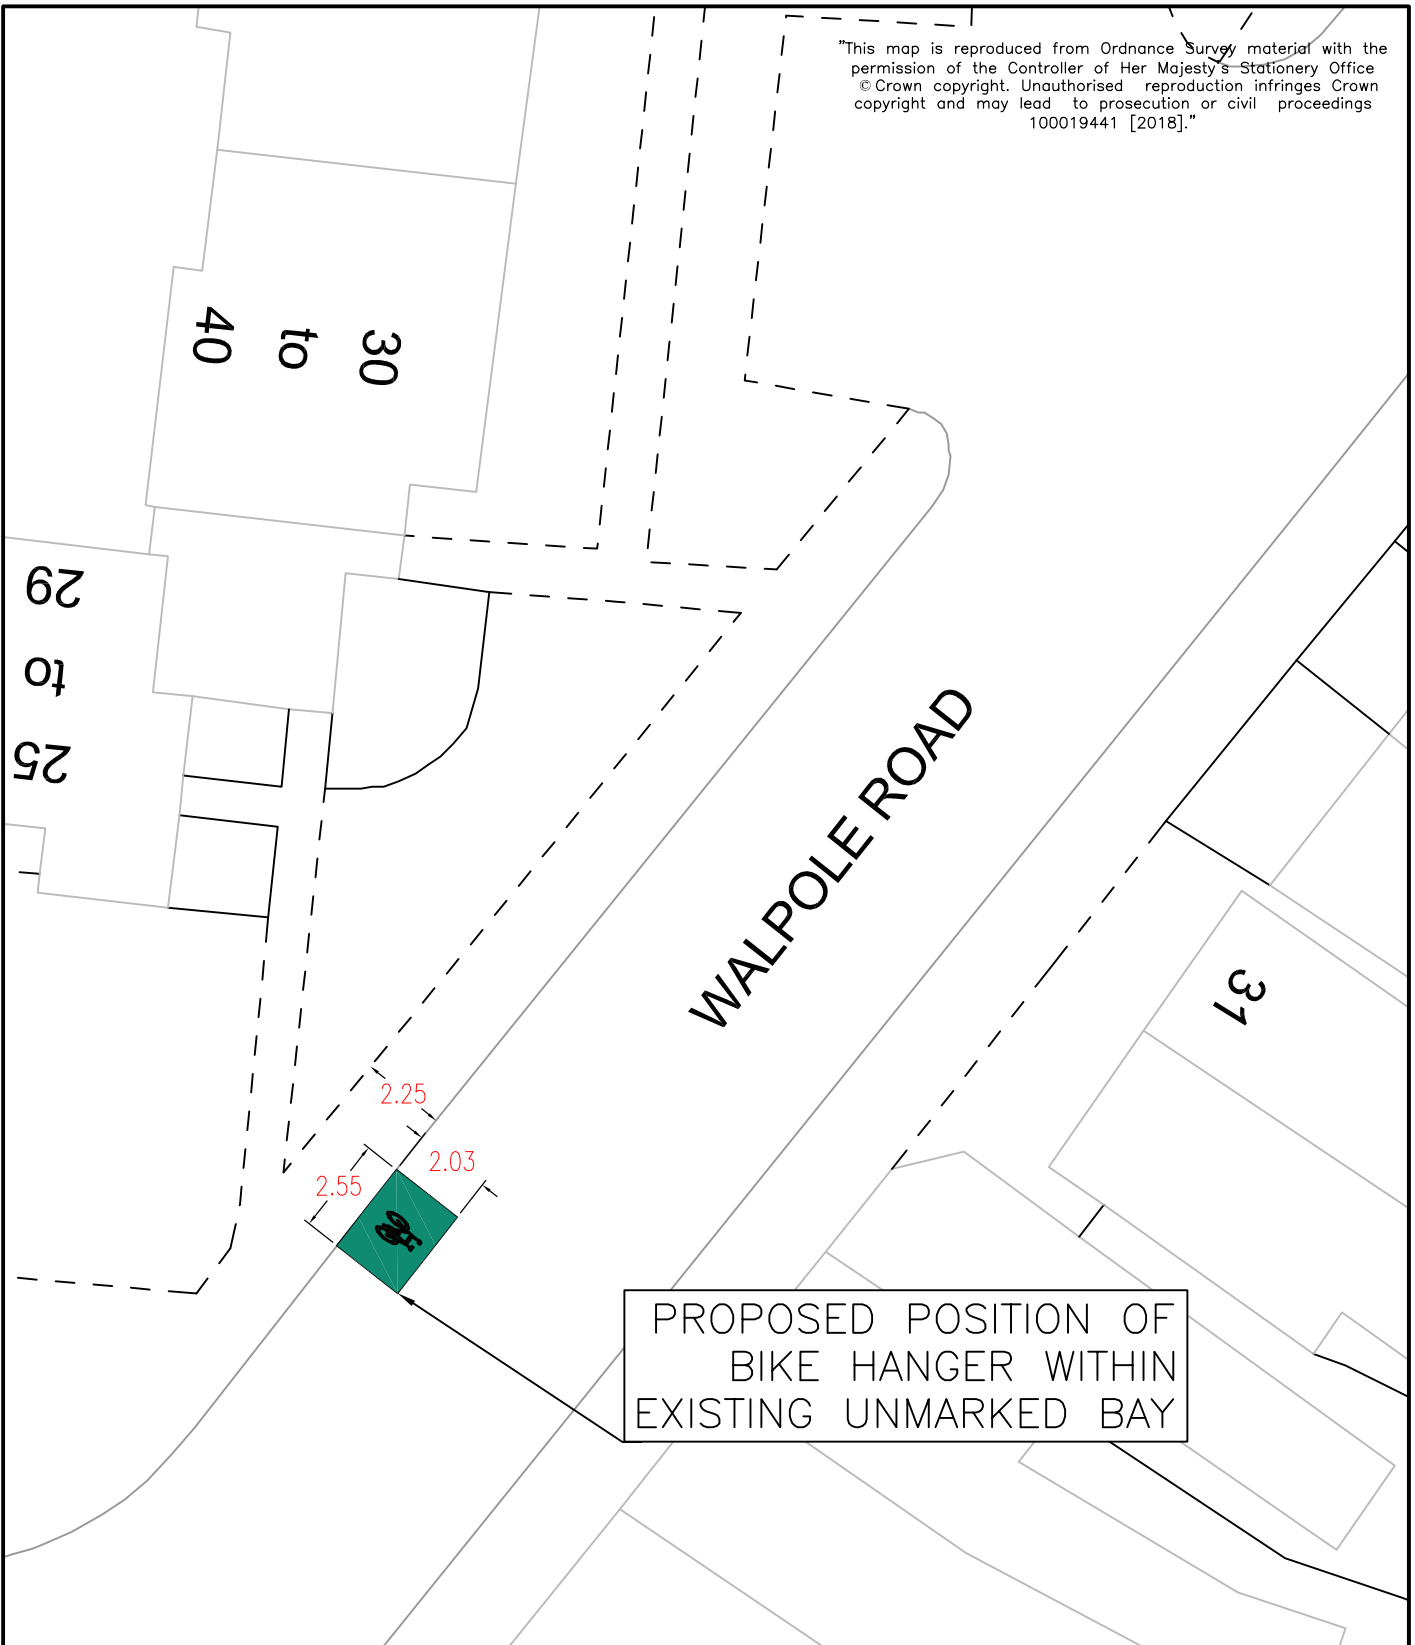 "This map is reproduced from Ordnance Survey material with the
permission of the Controller of Her Majesty's Stationery Office
© Crown copyright. Unauthorised reproduction infringes Crown
copyright and may lead to prosecution or civil proceedings
100019441 [2018]."
30
to
40
29
to
25
WALPOLE ROAD
31
2.25
2.03
2.55
PROPOSED POSITION OF
BIKE HANGER WITHIN
EXISTING UNMARKED BAY